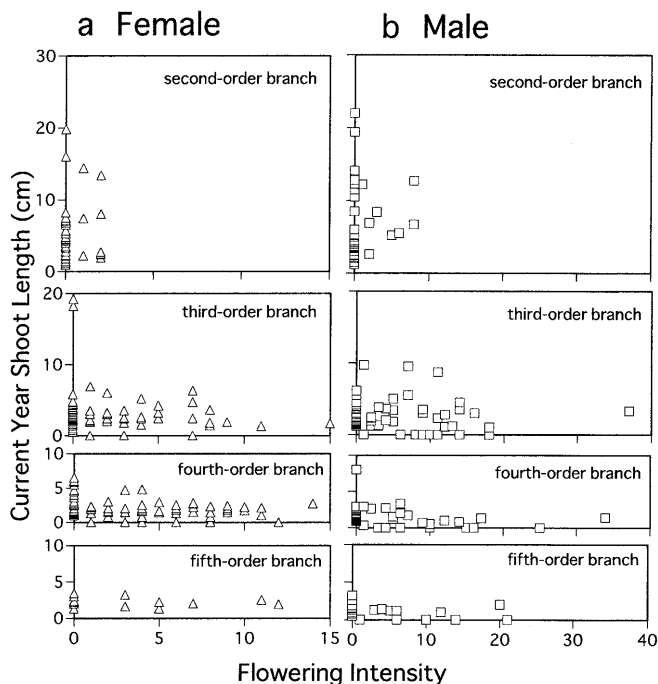 a Female
b Male
30
20
10
0
second-order branch
second-order branch
20
10
0
third-order branch
third-order branch
10
5
0
fourth-order branch
fourth-order branch
10
5
0
fifth-order branch
fifth-order branch
0 5 10 15
0 10 20 30 40
Current Year Shoot Length (cm)
Flowering Intensity